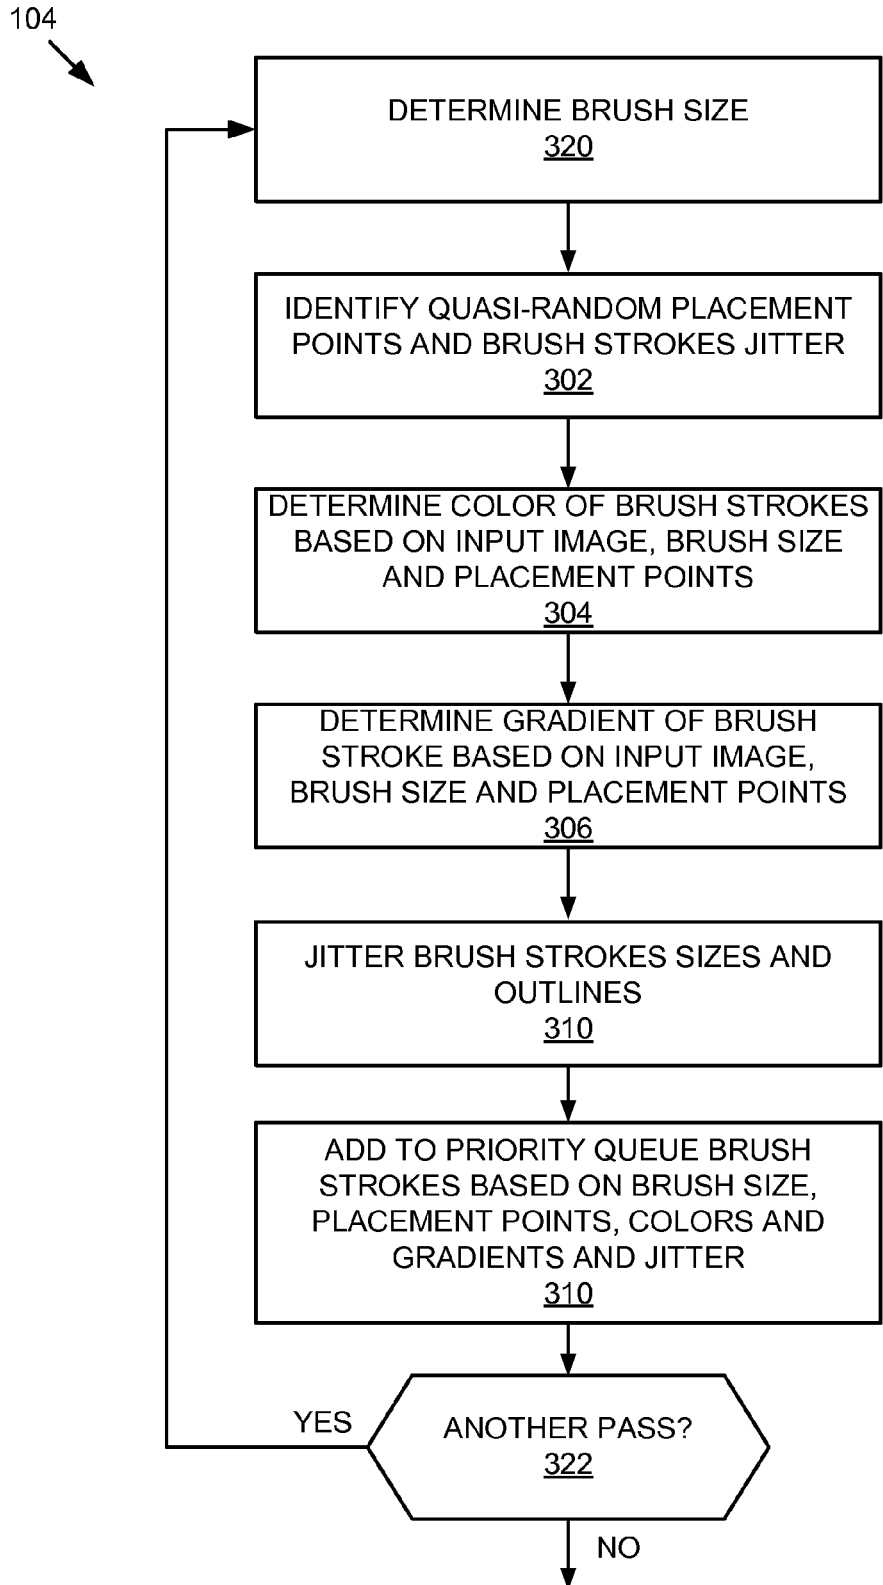 104
DETERMINE BRUSH SIZE
320
IDENTIFY QUASI-RANDOM PLACEMENT
POINTS AND BRUSH STROKES JITTER
302
DETERMINE COLOR OF BRUSH STROKES
BASED ON INPUT IMAGE, BRUSH SIZE
AND PLACEMENT POINTS
304
DETERMINE GRADIENT OF BRUSH
STROKE BASED ON INPUT IMAGE,
BRUSH SIZE AND PLACEMENT POINTS
306
JITTER BRUSH STROKES SIZES AND
OUTLINES
310
ADD TO PRIORITY QUEUE BRUSH
STROKES BASED ON BRUSH SIZE,
PLACEMENT POINTS, COLORS AND
GRADIENTS AND JITTER
310
YES
ANOTHER PASS?
322
NO